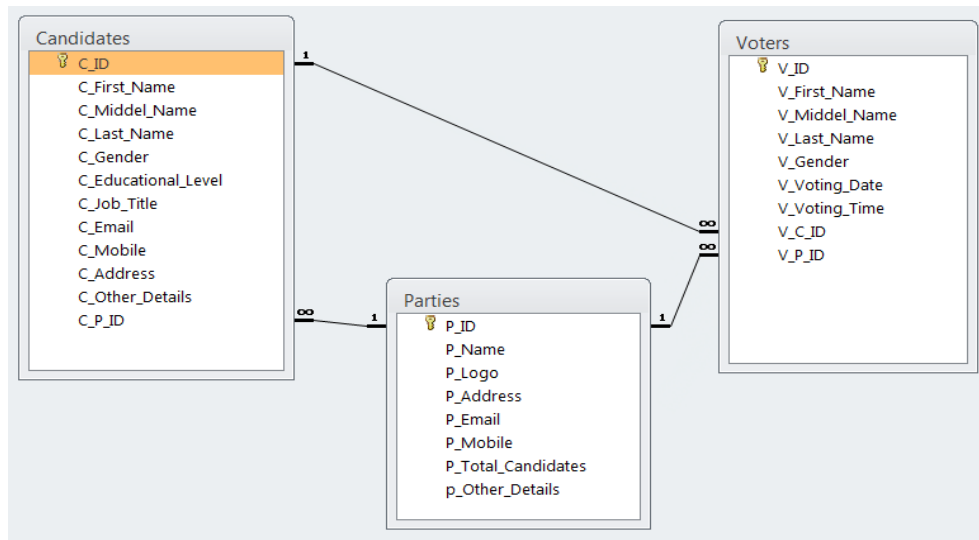 Candidates
C_ID
C_First_Name
C_Middel_Name
C_Last_Name
C_Gender
C_Educational_Level
C_Job_Title
C_Email
C_Mobile
C_Address
C_Other_Details
C_P_ID
1
∞
Parties
P_ID
P_Name
P_Logo
P_Address
P_Email
P_Mobile
P_Total_Candidates
p_Other_Details
1
1
Voters
V_ID
V_First_Name
V_Middel_Name
V_Last_Name
V_Gender
V_Voting_Date
V_Voting_Time
V_C_ID
V_P_ID
∞
∞